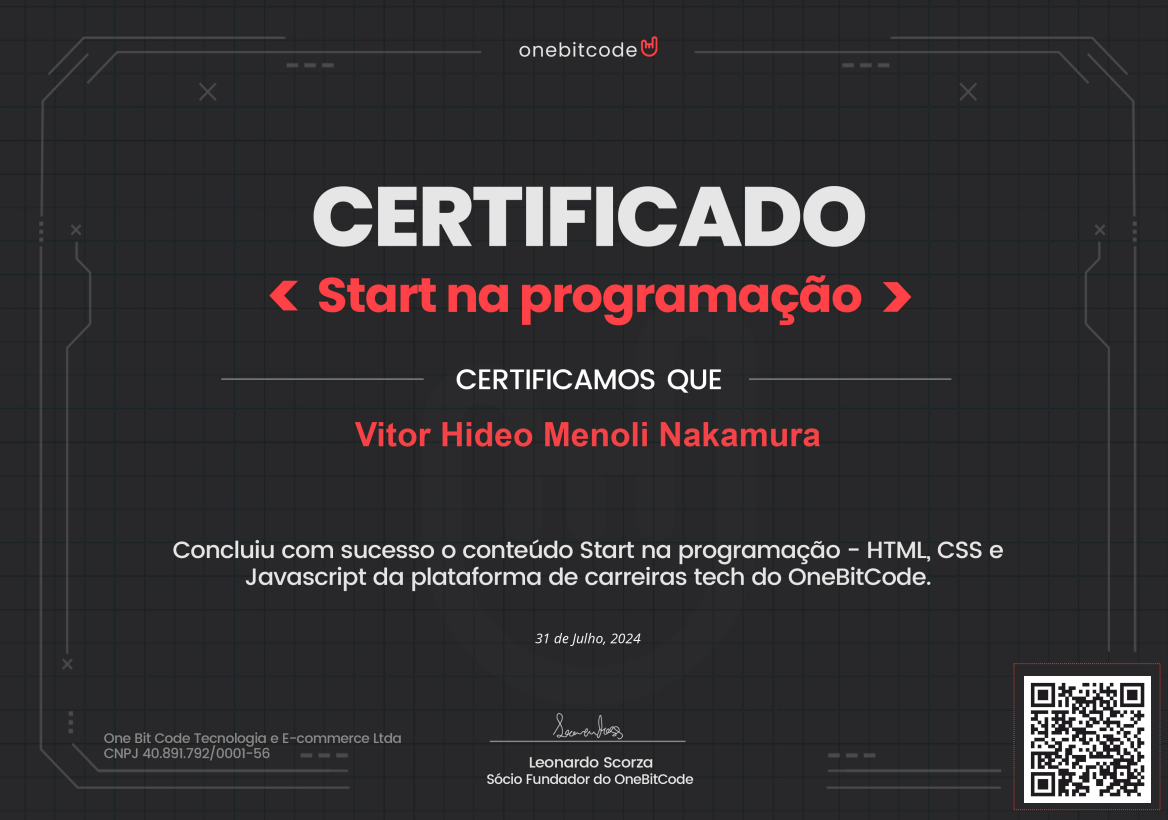 onebitcode
CERTIFICADO
< Start na programação >
CERTIFICAMOS QUE
Vitor Hideo Menoli Nakamura
Concluiu com sucesso o conteúdo Start na programação - HTML, CSS e
Javascript da plataforma de carreiras tech do OneBitCode.
31 de Julho, 2024
One Bit Code Tecnologia e E-commerce Ltda
CNPJ 40.891.792/0001-56
Leonardo Scorza
Sócio Fundador do OneBitCode